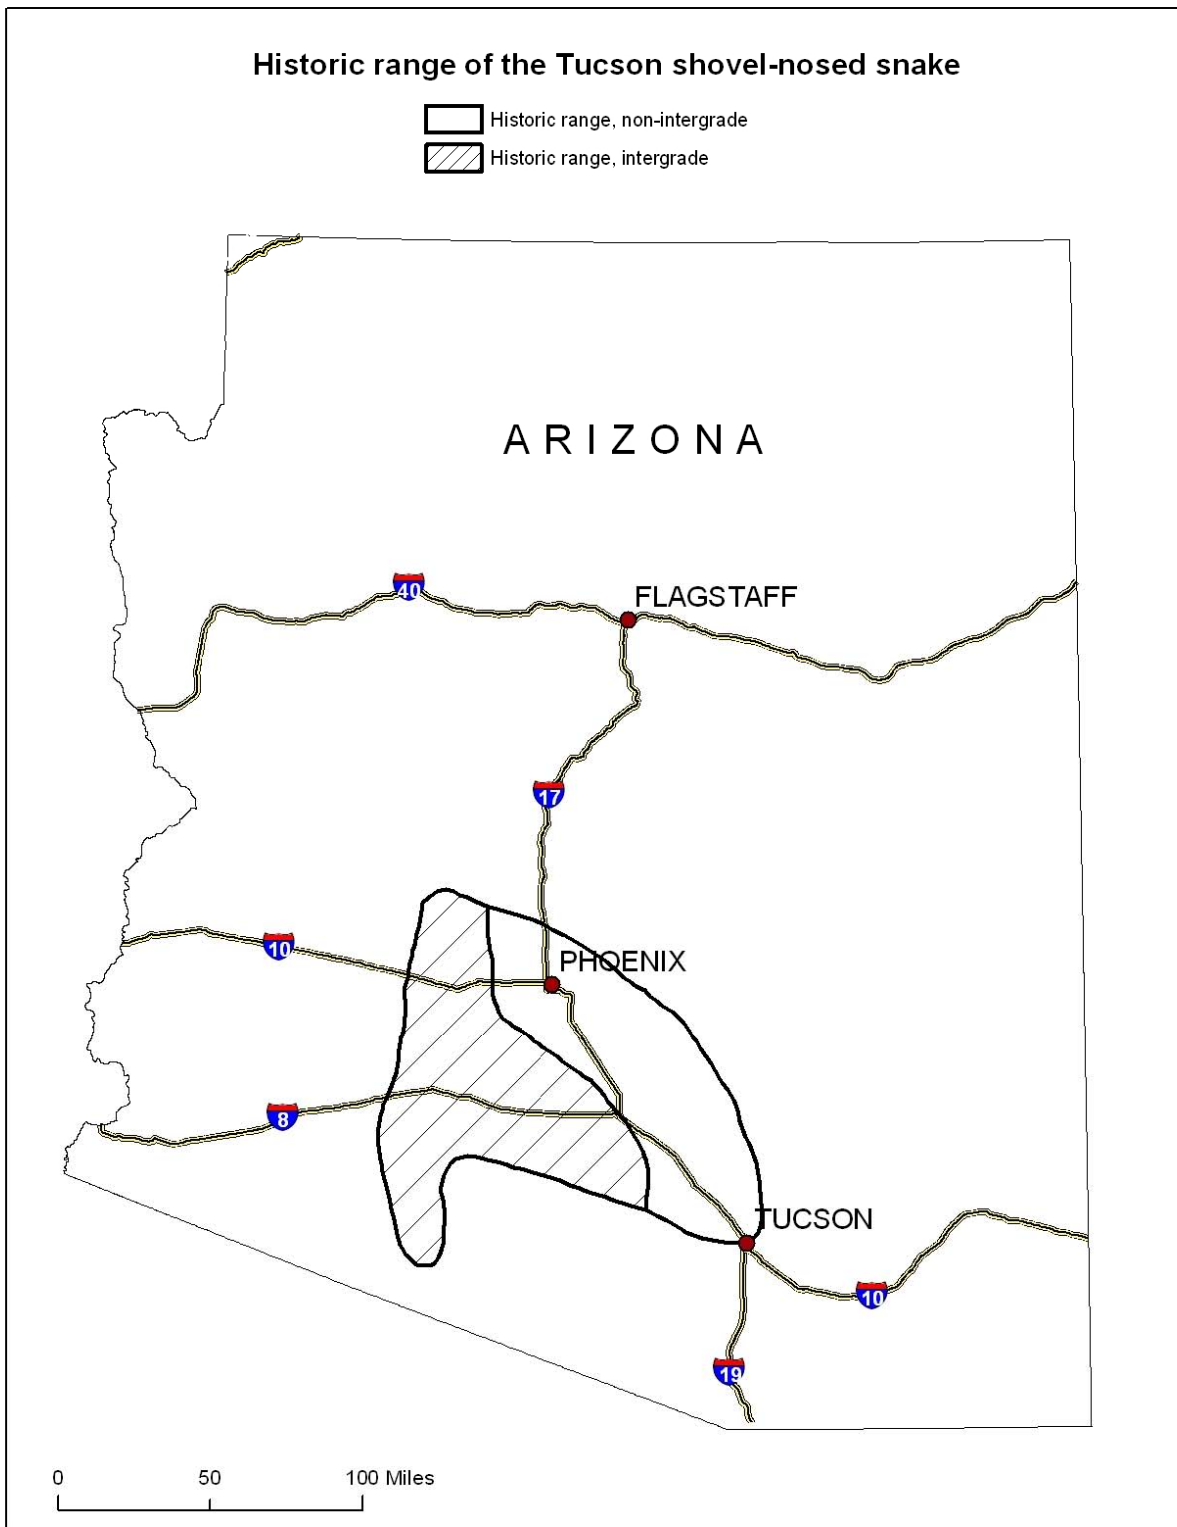 Historic range of the Tucson shovel-nosed snake
Historic range, non-intergrade
Historic range, intergrade
ARIZONA
40
FLAGSTAFF
17
10
PHOENIX
8
TUCSON
10
19
0 50 100 Miles